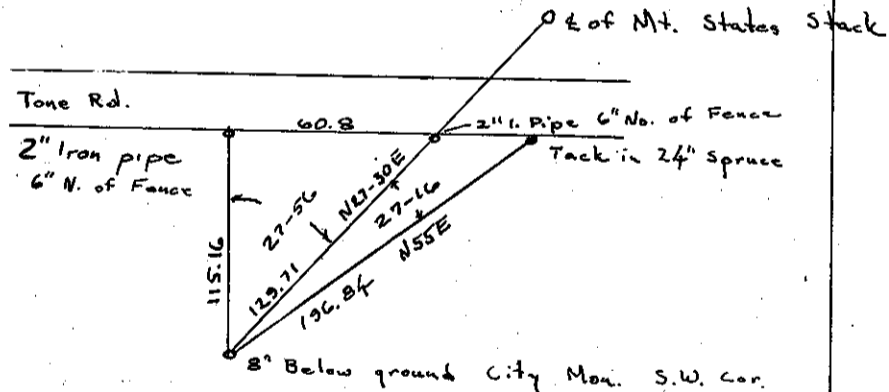 ℄ of Mt. States Stack
Tone Rd.
60.8
2" I. Pipe 6" No. of Fence
2" Iron pipe
6" N. of Fence
Tack in 24" Spruce
27-56
N27-30E
27-16
N55E
115.16
129.71
196.84
8" Below ground City Mon. S.W. Cor.